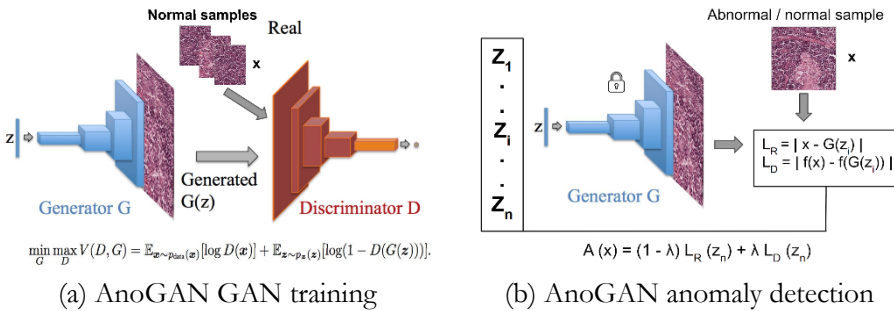 Normal samples
Real
x
z
Generated
G(z)
Generator G
Discriminator D
min max V(D, G) = 𝔼x∼pdata(x)[log D(x)] + 𝔼z∼pz(z)[log(1 − D(G(z)))].
G D
(a) AnoGAN GAN training
Abnormal / normal sample
x
Z1
.
.
Zi
.
.
Zn
z
Generator G
LR = | x - G(zi) |
LD = | f(x) - f(G(zi)) |
A (x) = (1 - λ) LR (zn) + λ LD (zn)
(b) AnoGAN anomaly detection